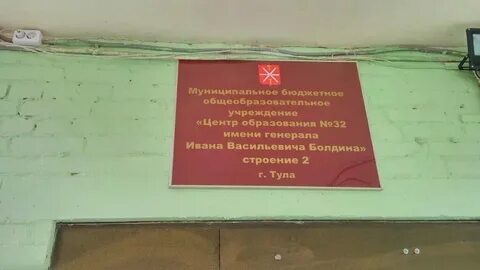 Муниципальное бюджетное
общеобразовательное
учреждение
«Центр образования №32
имени генерала
Ивана Васильевича Болдина»
строение 2
г. Тула